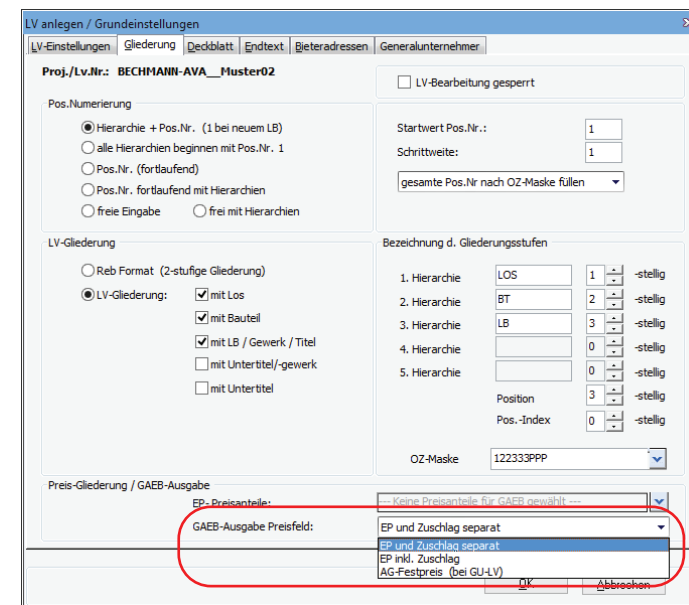 LV anlegen / Grundeinstellungen
LV-Einstellungen Gliederung Deckblatt Endtext Bieteradressen Generalunternehmer
Proj./Lv.Nr.: BECHMANN-AVA__Muster02
LV-Bearbeitung gesperrt
Pos.Numerierung
Hierarchie + Pos.Nr. (1 bei neuem LB)
alle Hierarchien beginnen mit Pos.Nr. 1
Pos.Nr. (fortlaufend)
Pos.Nr. fortlaufend mit Hierarchien
freie Eingabe frei mit Hierarchien
Startwert Pos.Nr.: 1
Schrittweite: 1
gesamte Pos.Nr nach OZ-Maske füllen
LV-Gliederung
Reb Format (2-stufige Gliederung)
LV-Gliederung: mit Los
mit Bauteil
mit LB / Gewerk / Titel
mit Untertitel/-gewerk
mit Untertitel
Bezeichnung d. Gliederungsstufen
1. Hierarchie LOS 1 -stellig
2. Hierarchie BT 2 -stellig
3. Hierarchie LB 3 -stellig
4. Hierarchie 0 -stellig
5. Hierarchie 0 -stellig
Position 3 -stellig
Pos.-Index 0 -stellig
OZ-Maske 122333PPP
Preis-Gliederung / GAEB-Ausgabe
EP- Preisanteile: --- Keine Preisanteile für GAEB gewählt ---
GAEB-Ausgabe Preisfeld: EP und Zuschlag separat
EP und Zuschlag separat
EP inkl. Zuschlag
AG-Festpreis (bei GU-LV)
OK Abbrechen